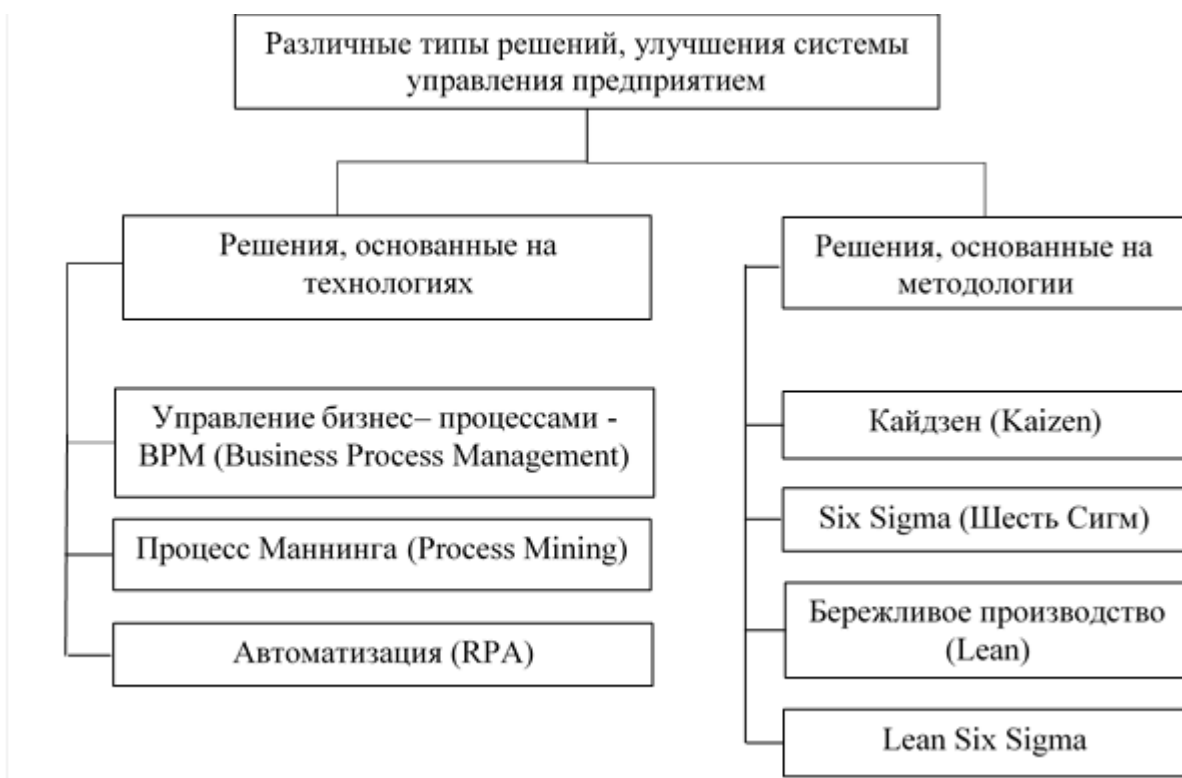 Различные типы решений, улучшения системы
управления предприятием
Решения, основанные на
технологиях
Управление бизнес– процессами -
BPM (Business Process Management)
Процесс Маннинга (Process Mining)
Автоматизация (RPA)
Решения, основанные на
методологии
Кайдзен (Kaizen)
Six Sigma (Шесть Сигм)
Бережливое производство
(Lean)
Lean Six Sigma